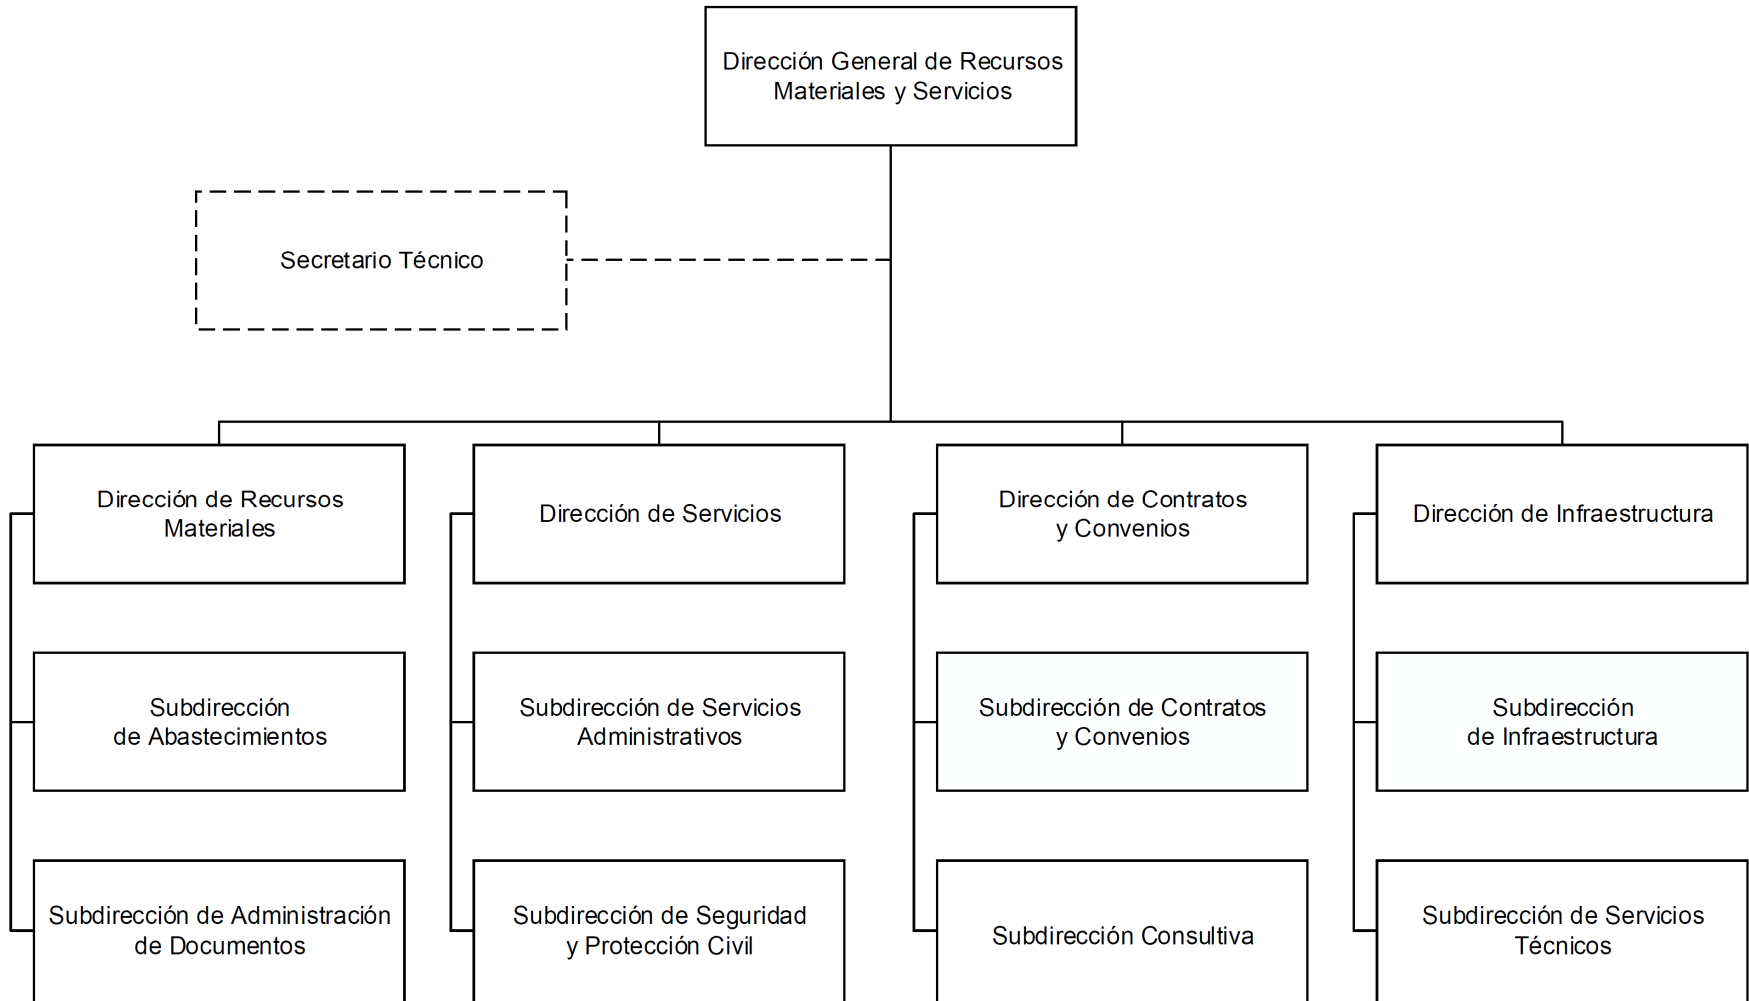 Dirección General de Recursos
Materiales y Servicios
Secretario Técnico
Dirección de Recursos
Materiales
Dirección de Servicios
Dirección de Contratos
y Convenios
Dirección de Infraestructura
Subdirección
de Abastecimientos
Subdirección de Servicios
Administrativos
Subdirección de Contratos
y Convenios
Subdirección
de Infraestructura
Subdirección de Administración
de Documentos
Subdirección de Seguridad
y Protección Civil
Subdirección Consultiva
Subdirección de Servicios
Técnicos